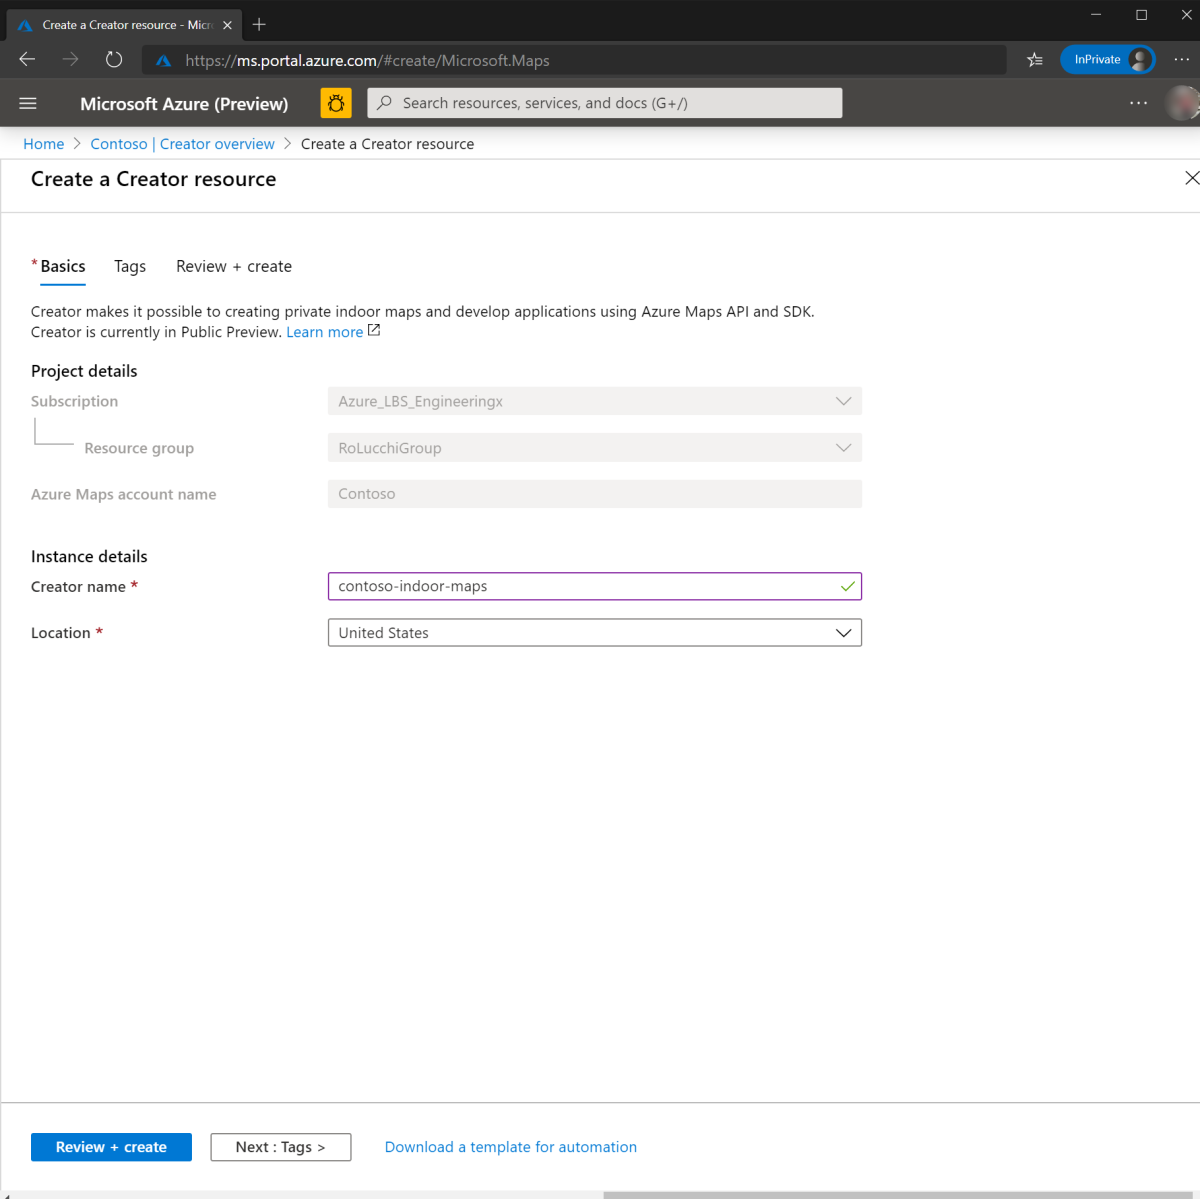 Create a Creator resource - Micr
https://ms.portal.azure.com/#create/Microsoft.Maps
InPrivate
Microsoft Azure (Preview)
Search resources, services, and docs (G+/)
Home > Contoso | Creator overview > Create a Creator resource
Create a Creator resource
* Basics
Tags
Review + create
Creator makes it possible to creating private indoor maps and develop applications using Azure Maps API and SDK.
Creator is currently in Public Preview. Learn more
Project details
Subscription
Azure_LBS_Engineeringx
Resource group
RoLucchiGroup
Azure Maps account name
Contoso
Instance details
Creator name *
contoso-indoor-maps
Location *
United States
Review + create
Next : Tags >
Download a template for automation